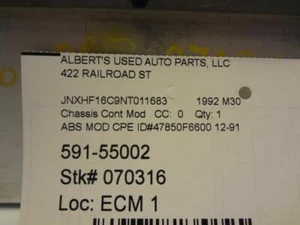 ALBERT'S USED AUTO PARTS, LLC
422 RAILROAD ST
JNXHF16C9NT011683 1992 M30
Chassis Cont Mod CC: 0 Qty: 1
ABS MOD CPE ID#47850F6600 12-91
591-55002
Stk# 070316
Loc: ECM 1